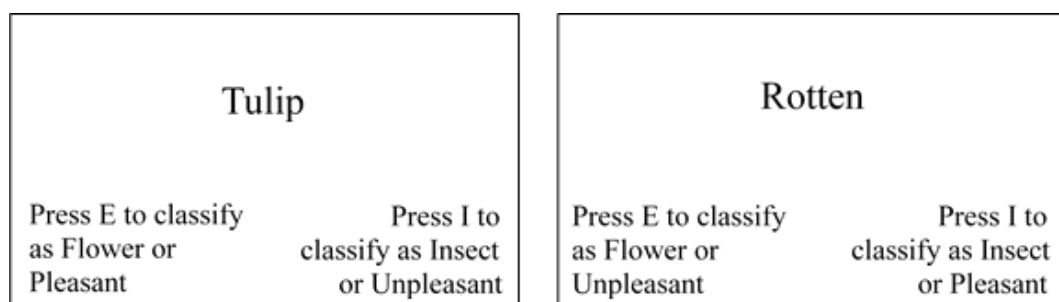 Tulip
Press E to classify
as Flower or
Pleasant
Press I to
classify as Insect
or Unpleasant
Rotten
Press E to classify
as Flower or
Unpleasant
Press I to
classify as Insect
or Pleasant